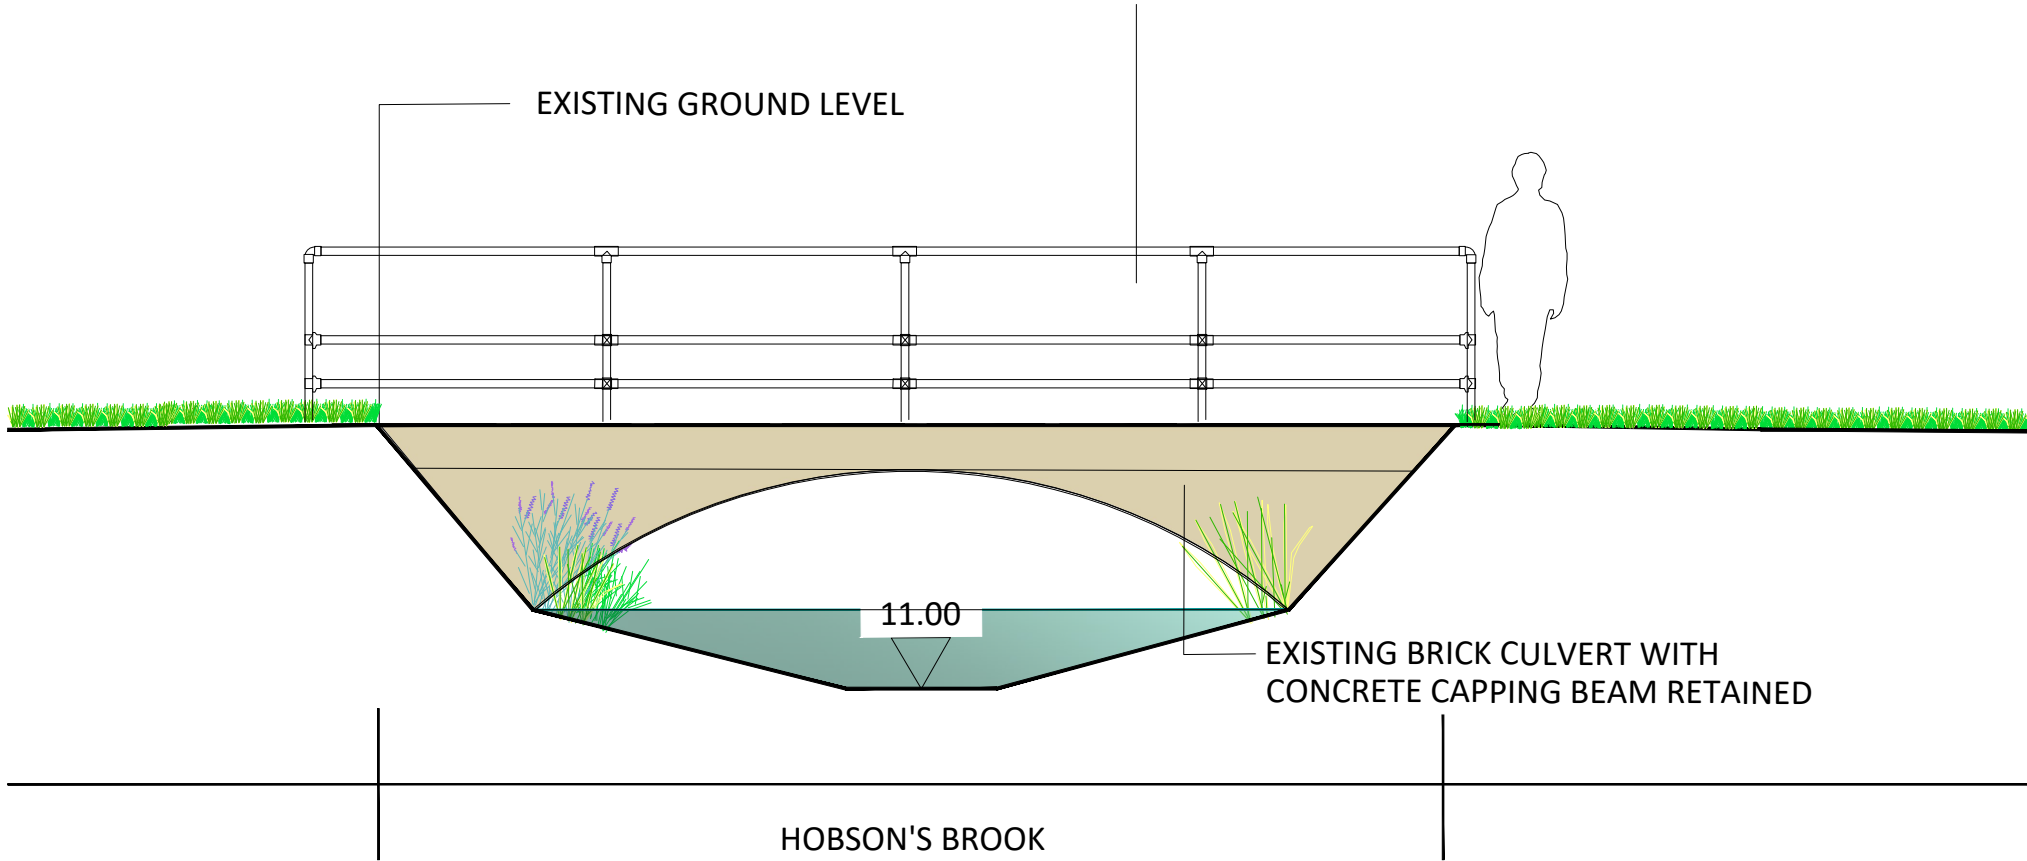 EXISTING GROUND LEVEL
11.00
EXISTING BRICK CULVERT WITH
CONCRETE CAPPING BEAM RETAINED
HOBSON'S BROOK